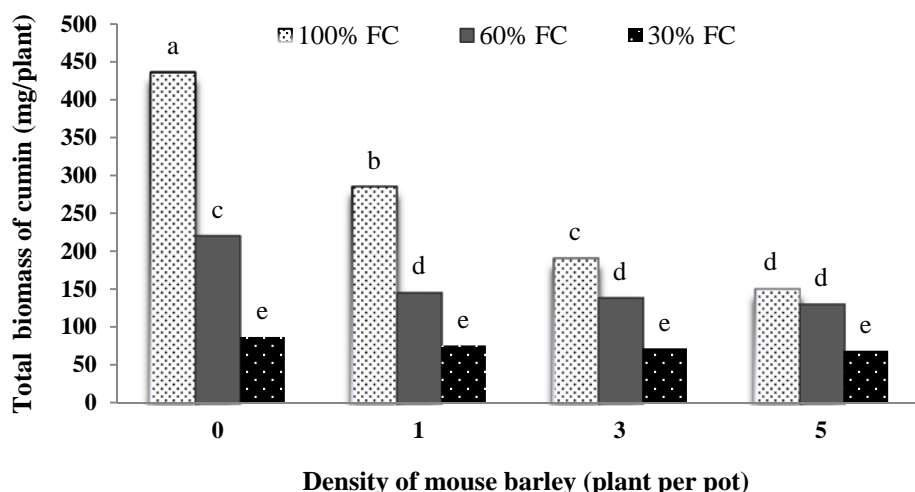 Total biomass of cumin (mg/plant)
500
450
400
350
300
250
200
150
100
50
0
100% FC 60% FC 30% FC
a
c
e
b
d
e
c
d
e
d
d
e
0 1 3 5
Density of mouse barley (plant per pot)